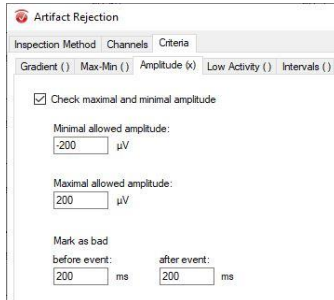 Artifact Rejection
Inspection Method Channels Criteria
Gradient ( ) Max-Min ( ) Amplitude (x) Low Activity ( ) Intervals ( )
Check maximal and minimal amplitude
Minimal allowed amplitude:
-200 µV
Maximal allowed amplitude:
200 µV
Mark as bad
before event: after event:
200 ms 200 ms